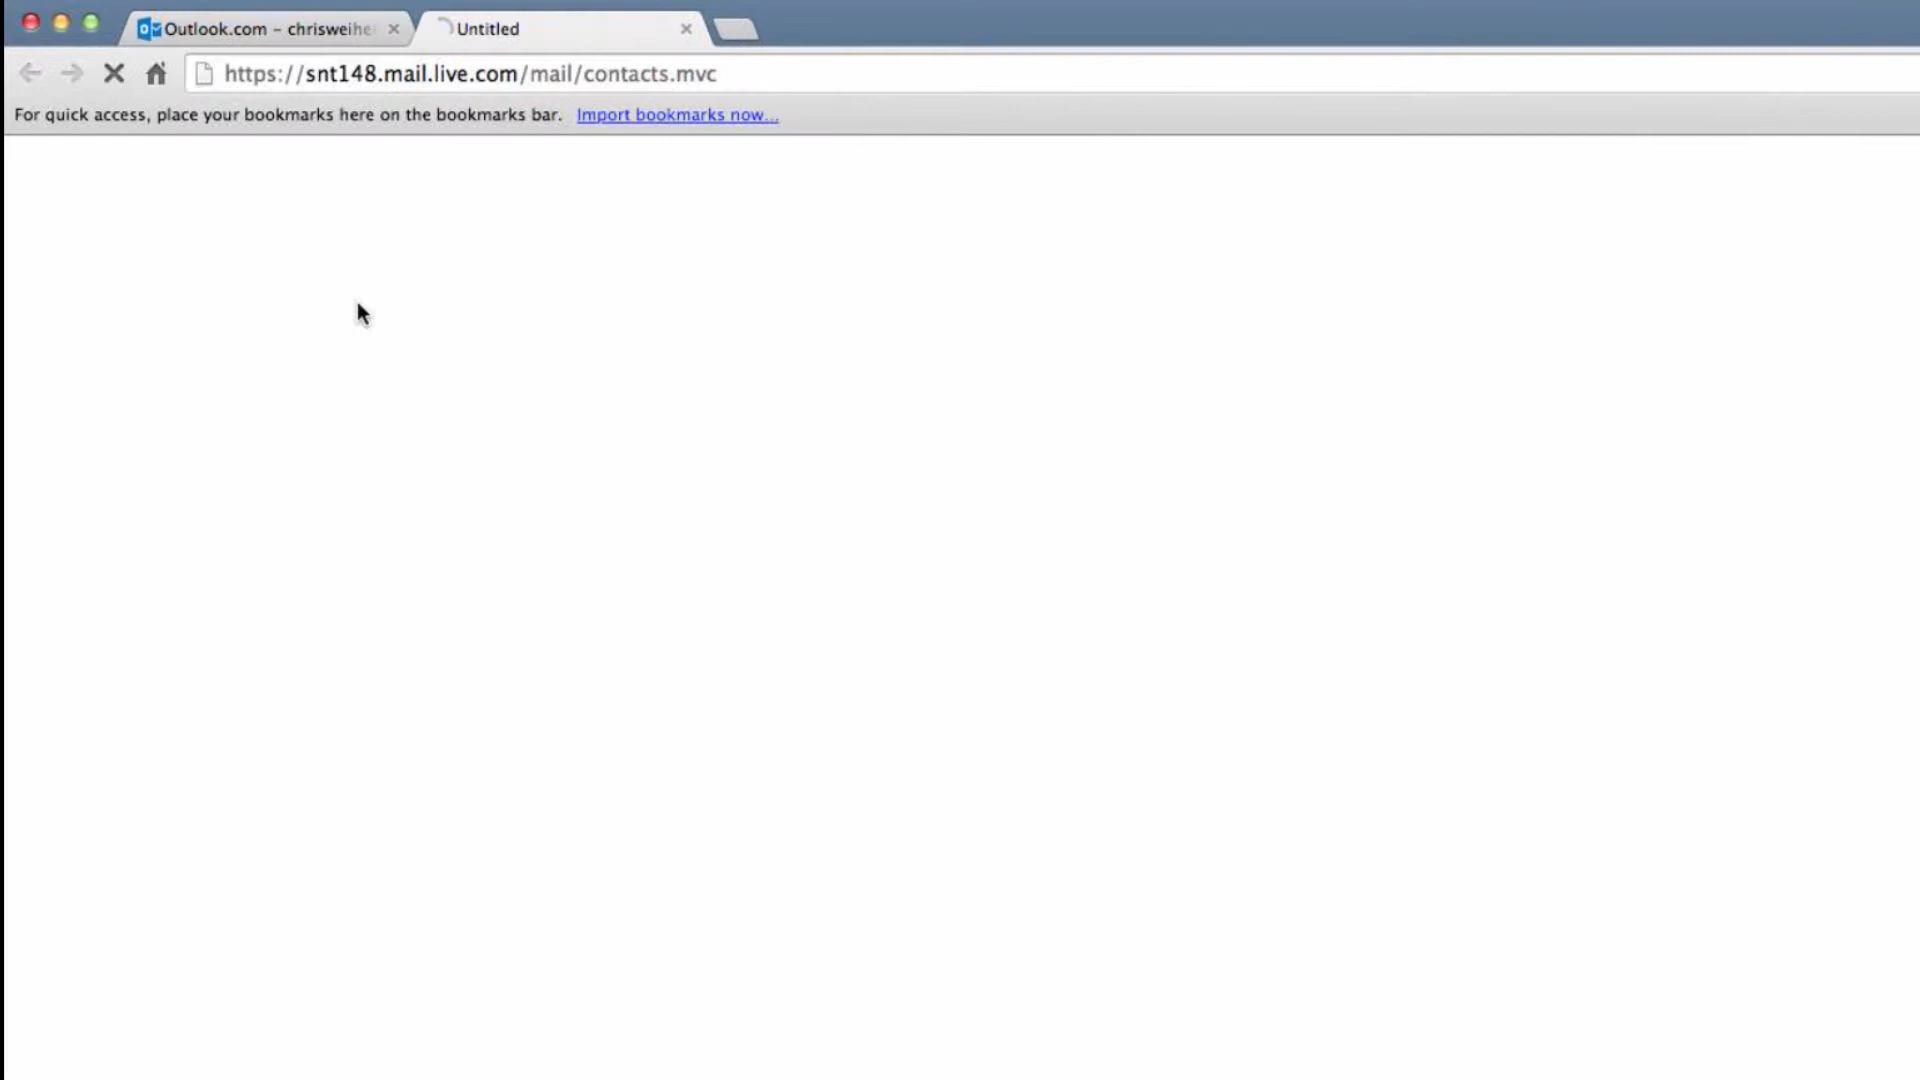 Outlook.com – chrisweihe
Untitled
https://snt148.mail.live.com/mail/contacts.mvc
For quick access, place your bookmarks here on the bookmarks bar. Import bookmarks now...